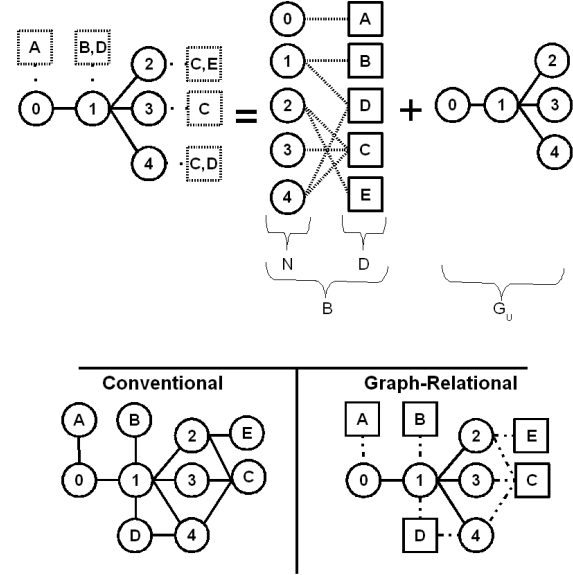 A B,D 2 C,E
0 1 3 C
4 C,D
=
0 A
1 B
2 D
3 C
4 E
N D
B
+
2
0 1 3
4
G U
Conventional Graph-Relational
A B 2 E
0 1 3 C
D 4
A B 2 E
0 1 3 C
D 4